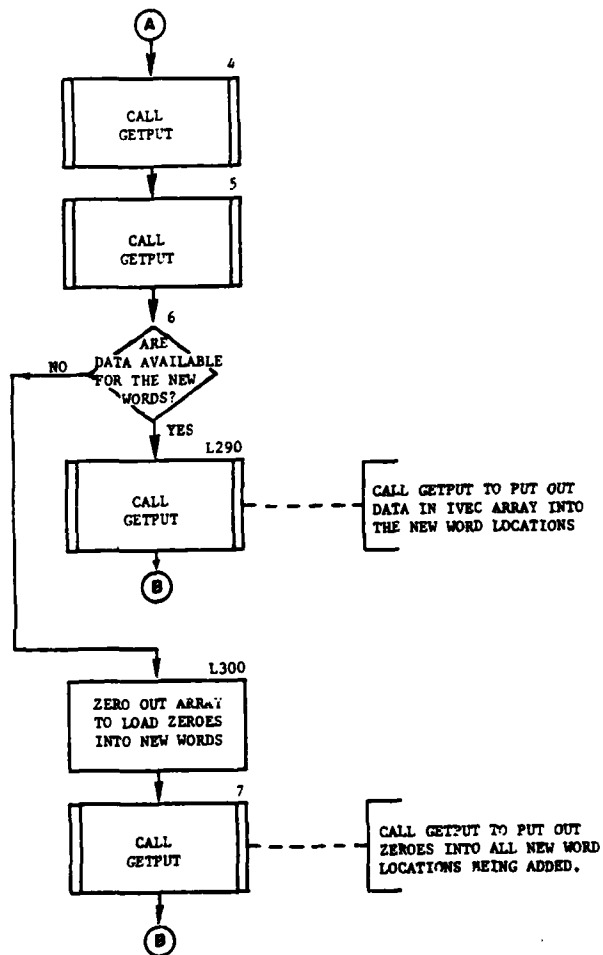 A
4
CALL
GETPUT
5
CALL
GETPUT
6
ARE
DATA AVAILABLE
FOR THE NEW
WORDS?
NO
YES
L290
CALL
GETPUT
CALL GETPUT TO PUT OUT
DATA IN IVEC ARRAY INTO
THE NEW WORD LOCATIONS
B
L300
ZERO OUT ARRAY
TO LOAD ZEROES
INTO NEW WORDS
7
CALL
GETPUT
CALL GETPUT TO PUT OUT
ZEROES INTO ALL NEW WORD
LOCATIONS BEING ADDED.
B